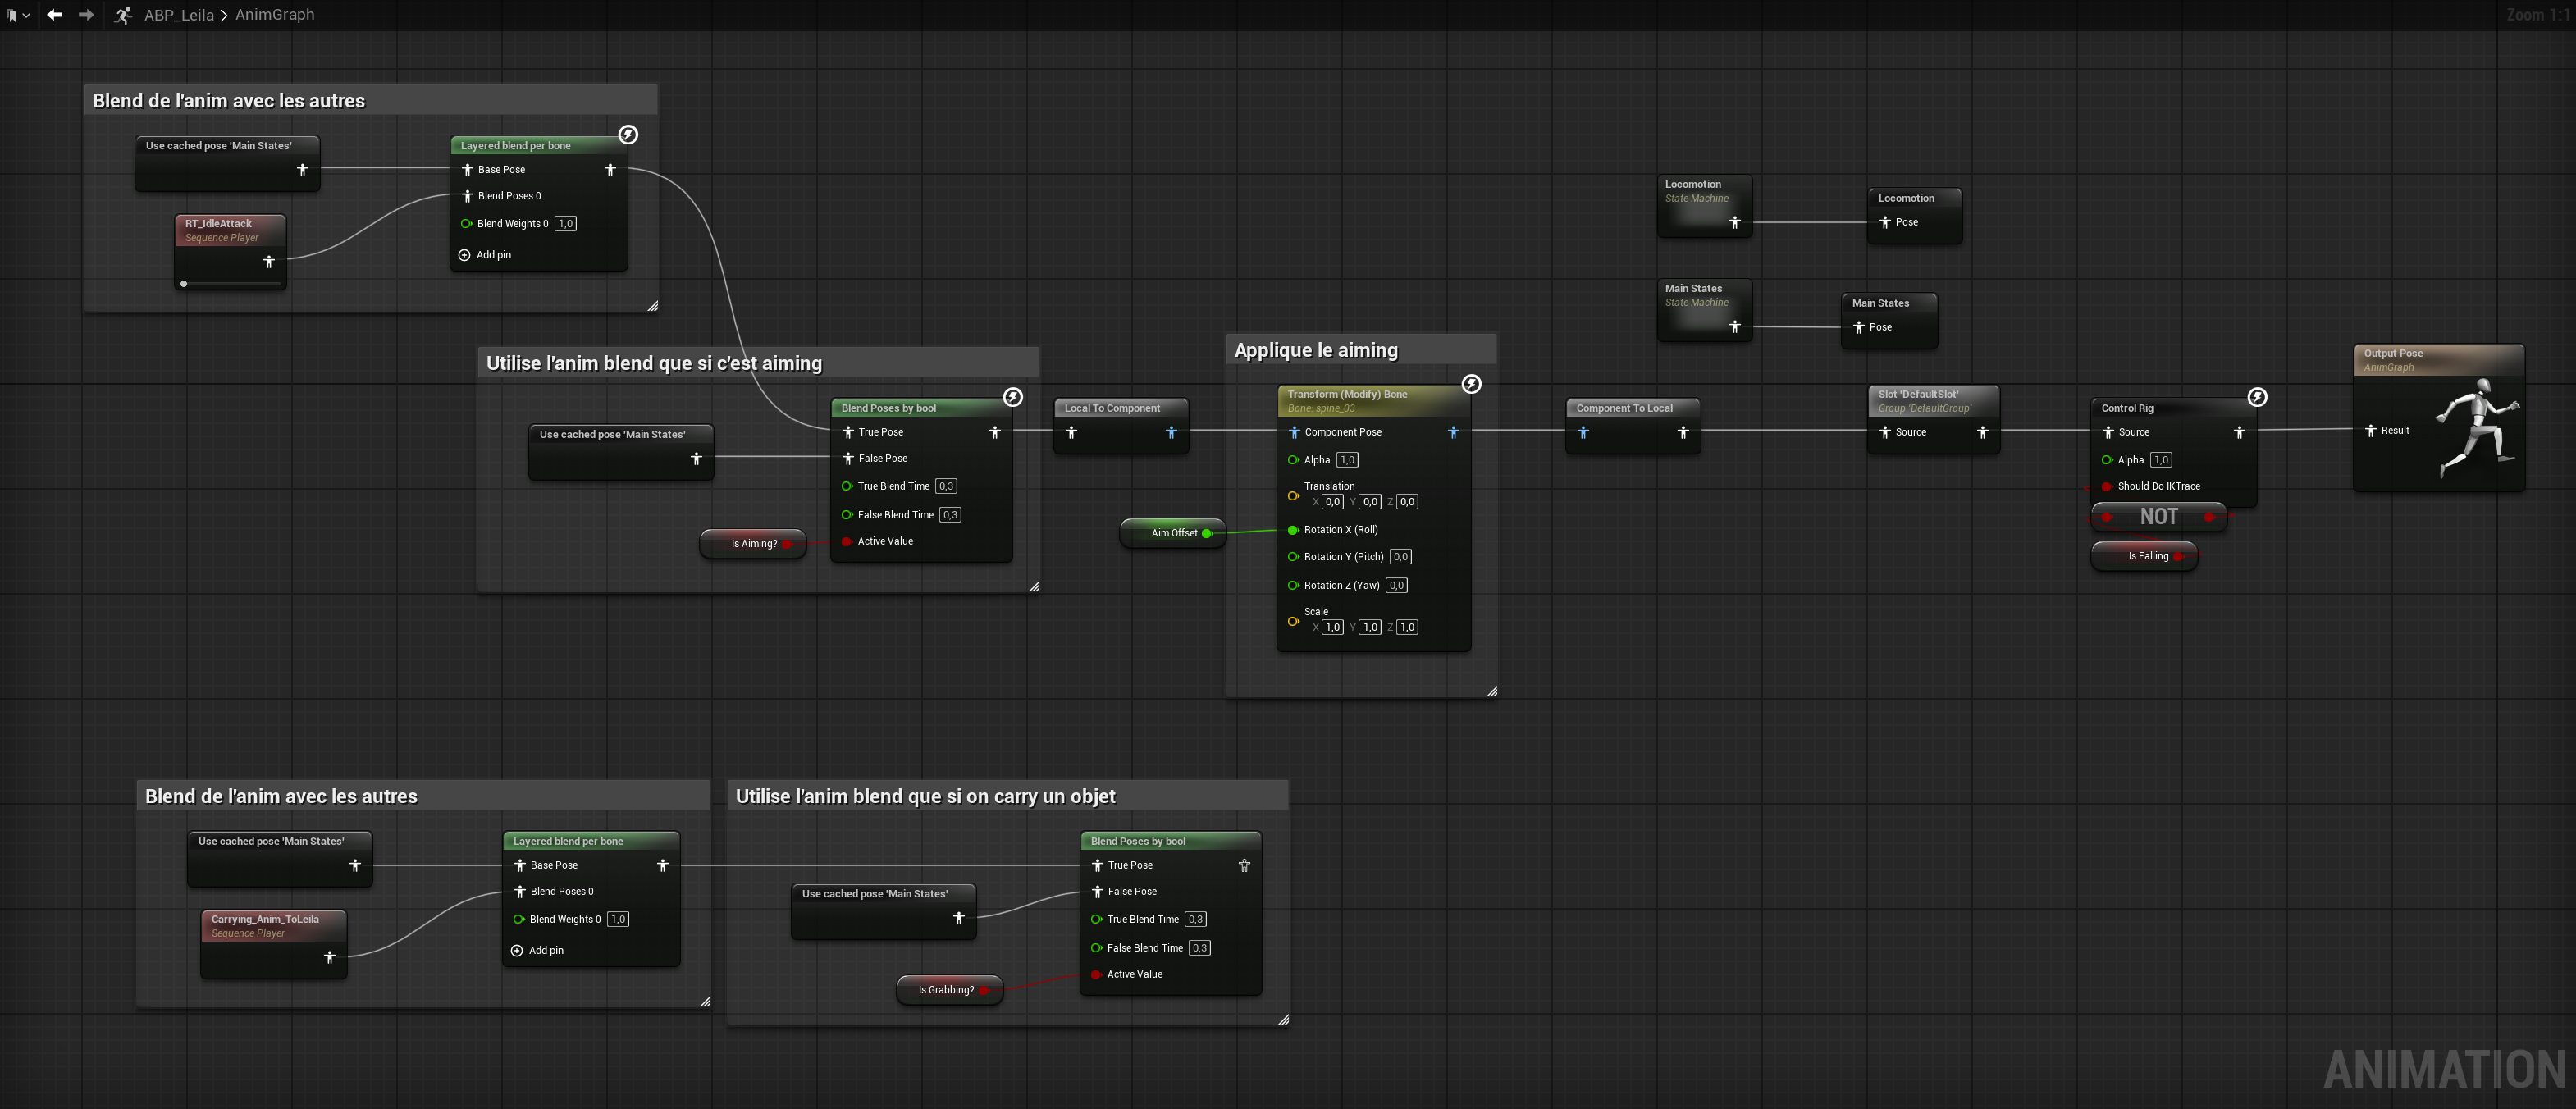 ABP_Leila > AnimGraph
Zoom 1:1
Blend de l'anim avec les autres
Use cached pose 'Main States'
Layered blend per bone
Base Pose
Blend Poses 0
Blend Weights 0 1,0
Add pin
RT_IdleAttack
Sequence Player
Utilise l'anim blend que si c'est aiming
Use cached pose 'Main States'
Blend Poses by bool
True Pose
False Pose
True Blend Time 0,3
False Blend Time 0,3
Active Value
Is Aiming?
Local To Component
Applique le aiming
Transform (Modify) Bone
Bone: spine_03
Component Pose
Alpha 1,0
Translation
X 0,0 Y 0,0 Z 0,0
Rotation X (Roll)
Rotation Y (Pitch) 0,0
Rotation Z (Yaw) 0,0
Scale
X 1,0 Y 1,0 Z 1,0
Aim Offset
Component To Local
Locomotion
State Machine
Locomotion
Pose
Main States
State Machine
Main States
Pose
Slot 'DefaultSlot'
Group 'DefaultGroup'
Source
Control Rig
Source
Alpha 1,0
Should Do IKTrace
NOT
Is Falling
Output Pose
AnimGraph
Result
Blend de l'anim avec les autres
Use cached pose 'Main States'
Layered blend per bone
Base Pose
Blend Poses 0
Blend Weights 0 1,0
Add pin
Carrying_Anim_ToLeila
Sequence Player
Utilise l'anim blend que si on carry un objet
Use cached pose 'Main States'
Blend Poses by bool
True Pose
False Pose
True Blend Time 0,3
False Blend Time 0,3
Active Value
Is Grabbing?
ANIMATION